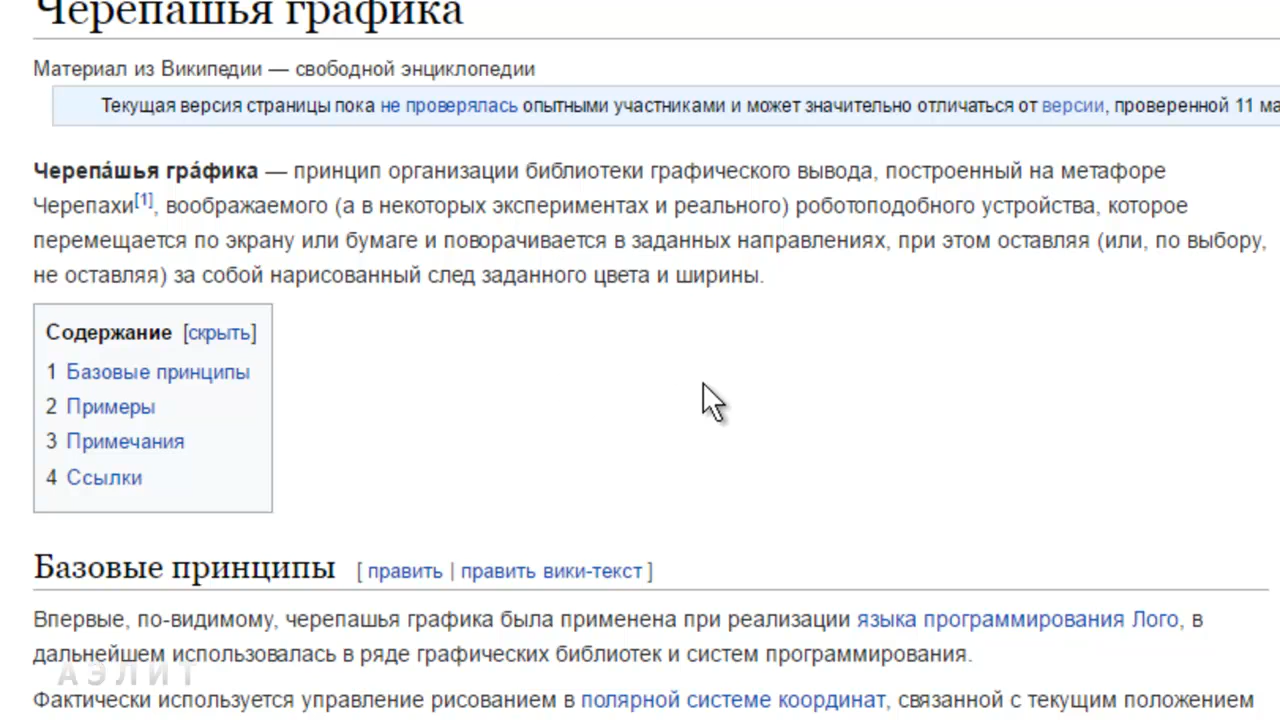 Черепашья графика
Материал из Википедии — свободной энциклопедии
Текущая версия страницы пока не проверялась опытными участниками и может значительно отличаться от версии, проверенной 11
Черепа́шья гра́фика — принцип организации библиотеки графического вывода, построенный на метафоре
Черепахи[1], воображаемого (а в некоторых экспериментах и реального) роботоподобного устройства, которое
перемещается по экрану или бумаге и поворачивается в заданных направлениях, при этом оставляя (или, по выбору,
не оставляя) за собой нарисованный след заданного цвета и ширины.
Содержание [скрыть]
1 Базовые принципы
2 Примеры
3 Примечания
4 Ссылки
Базовые принципы [ править | править вики-текст ]
Впервые, по-видимому, черепашья графика была применена при реализации языка программирования Лого, в
дальнейшем использовалась в ряде графических библиотек и систем программирования.
АЭЛИТ
Фактически используется управление рисованием в полярной системе координат, связанной с текущим положением